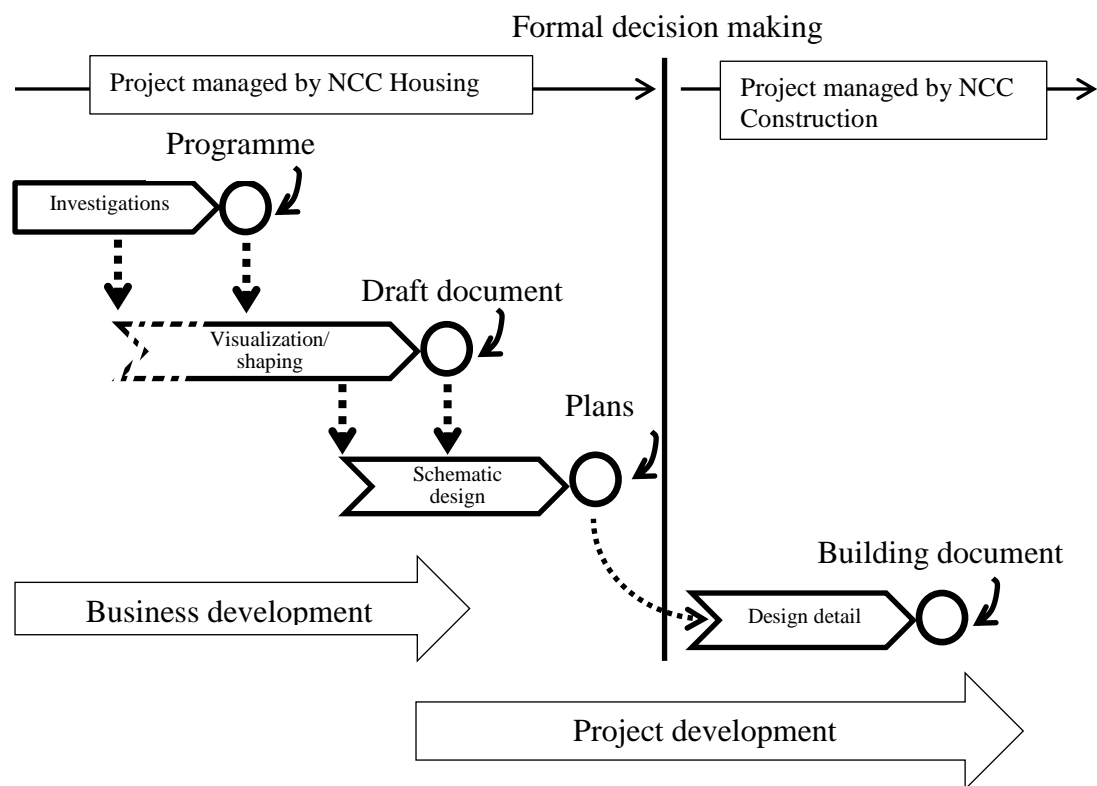 Formal decision making
Project managed by NCC Housing
Project managed by NCC
Construction
Programme
Investigations
Draft document
Visualization/
shaping
Plans
Schematic
design
Building document
Business development
Design detail
Project development